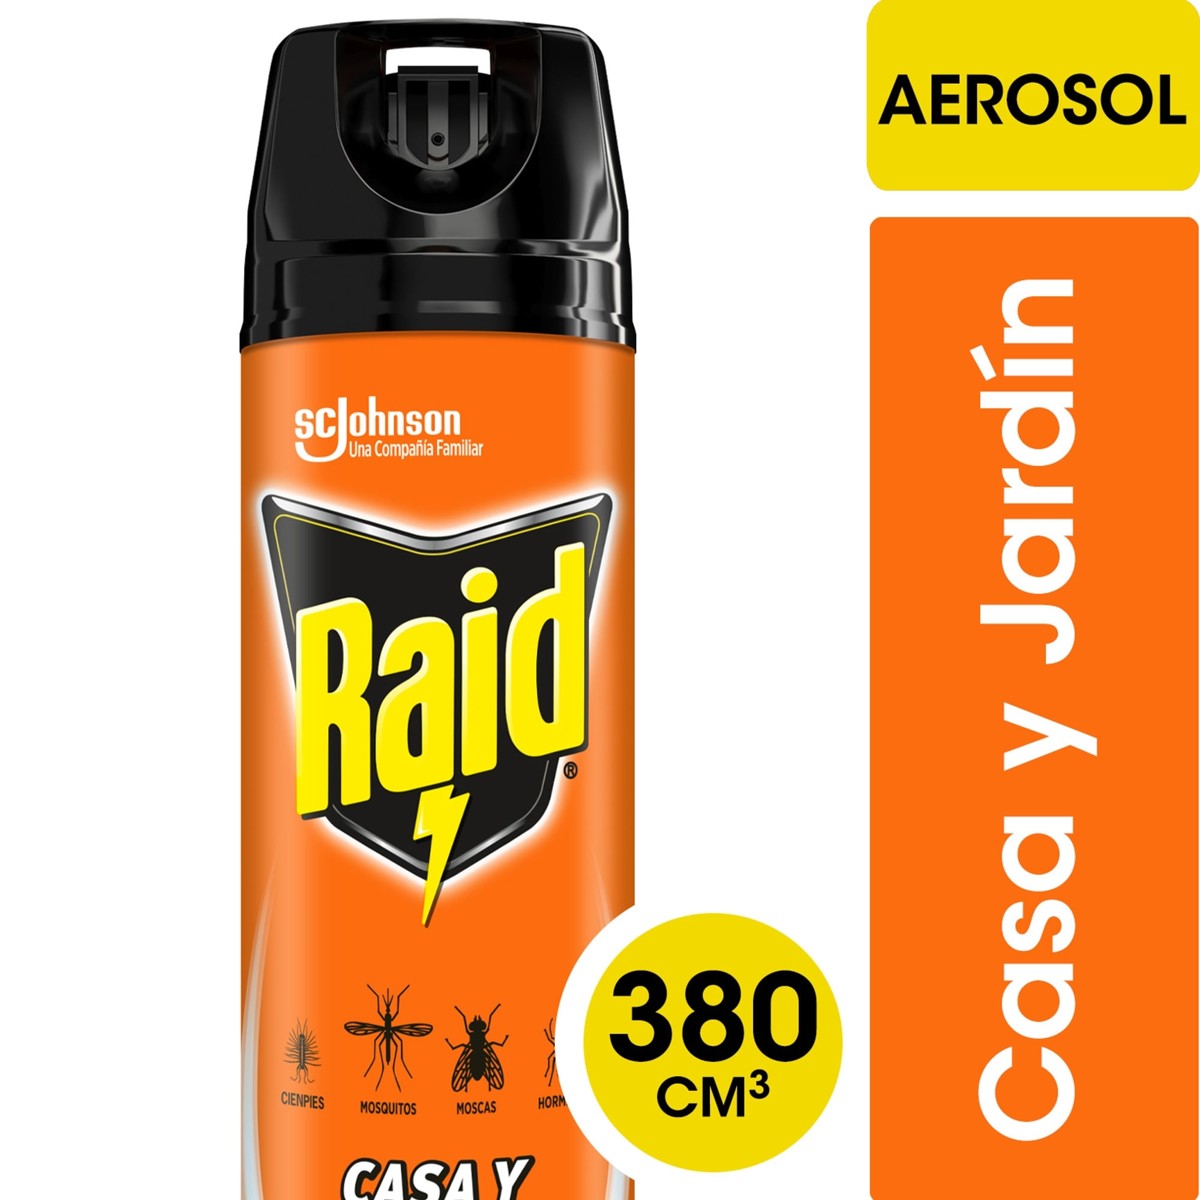 AEROSOL
Casa y Jardín
SC Johnson
Una Compañía Familiar
Raid
®
CIENPIES
MOSQUITOS
MOSCAS
CASA Y
380
CM³